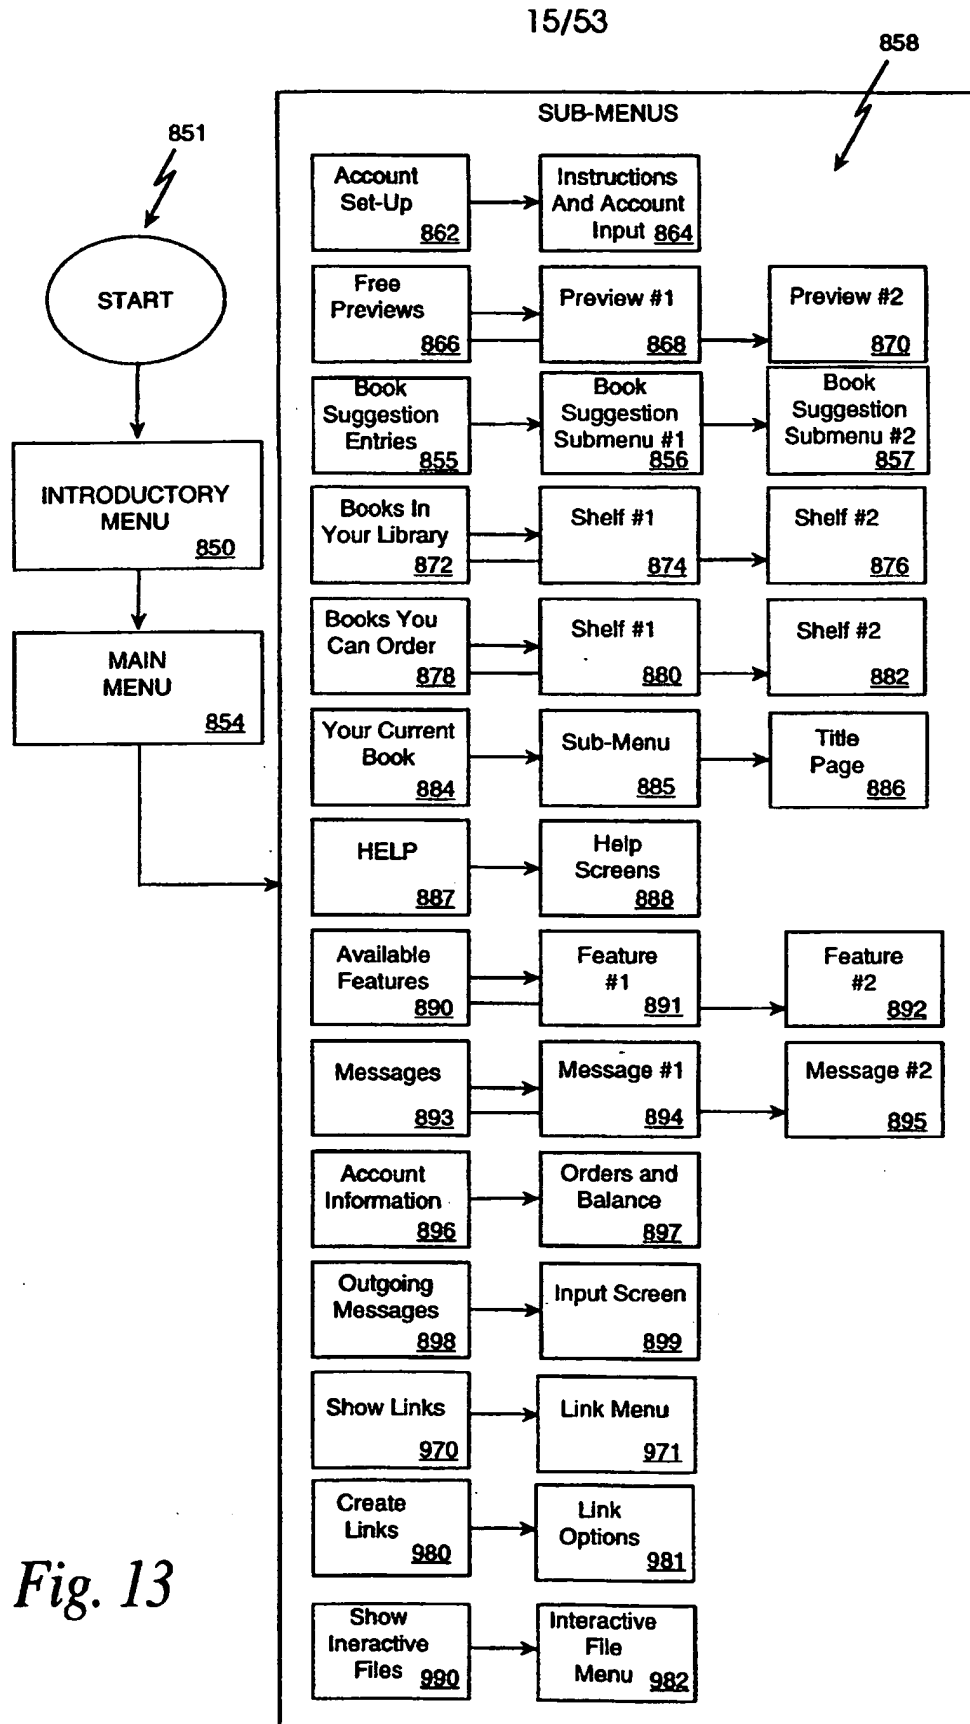 15/53
858
851
SUB-MENUS
START
INTRODUCTORY
MENU
850
MAIN
MENU
854
Account
Set-Up
862
Instructions
And Account
Input 864
Free
Previews
866
Preview #1
868
Preview #2
870
Book
Suggestion
Entries
855
Book
Suggestion
Submenu #1
856
Book
Suggestion
Submenu #2
857
Books In
Your Library
872
Shelf #1
874
Shelf #2
876
Books You
Can Order
878
Shelf #1
880
Shelf #2
882
Your Current
Book
884
Sub-Menu
885
Title
Page
886
HELP
887
Help
Screens
888
Available
Features
890
Feature
#1
891
Feature
#2
892
Messages
893
Message #1
894
Message #2
895
Account
Information
896
Orders and
Balance
897
Outgoing
Messages
898
Input Screen
899
Show Links
970
Link Menu
971
Create
Links
980
Link
Options
981
Show
Ineractive
Files
990
Interactive
File
Menu 982
Fig. 13